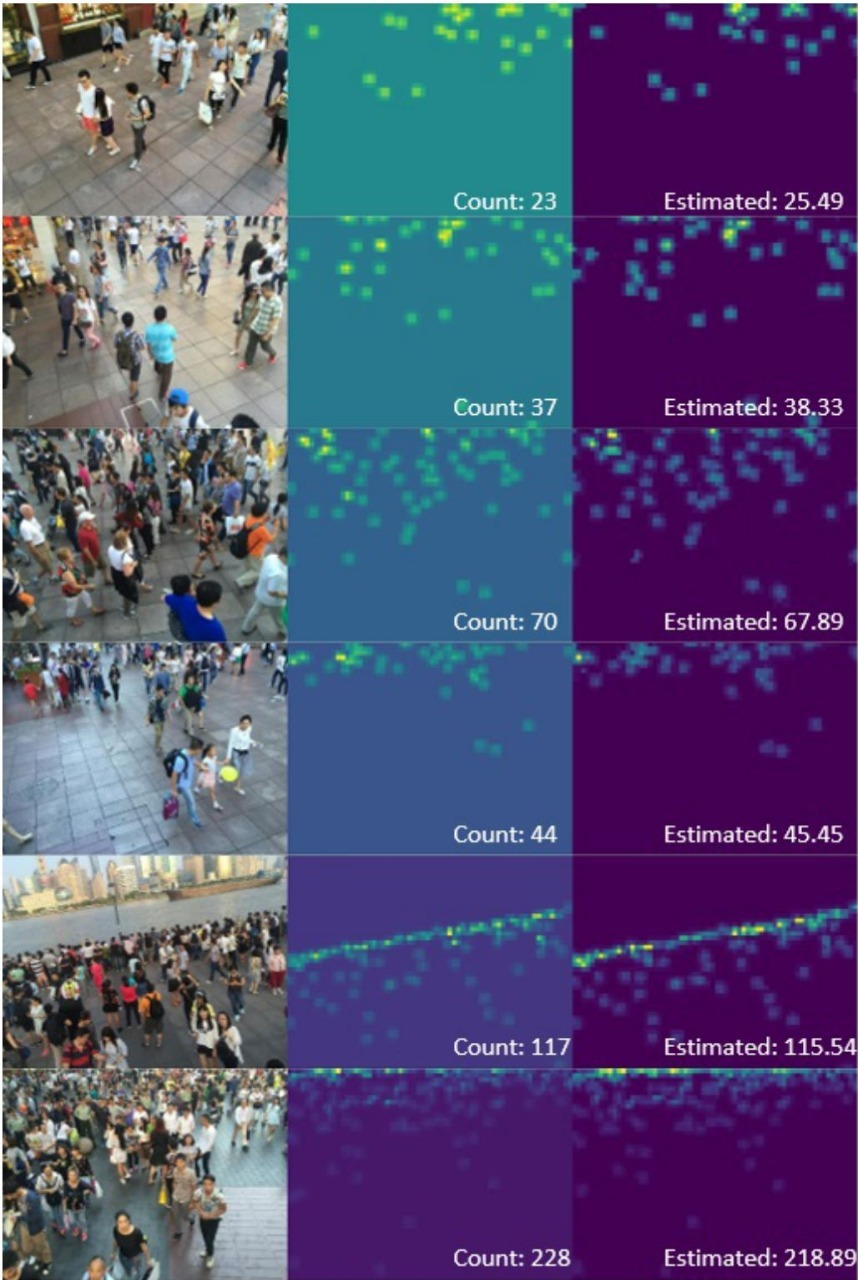 Count: 23
Estimated: 25.49
Count: 37
Estimated: 38.33
Count: 70
Estimated: 67.89
Count: 44
Estimated: 45.45
Count: 117
Estimated: 115.54
Count: 228
Estimated: 218.89